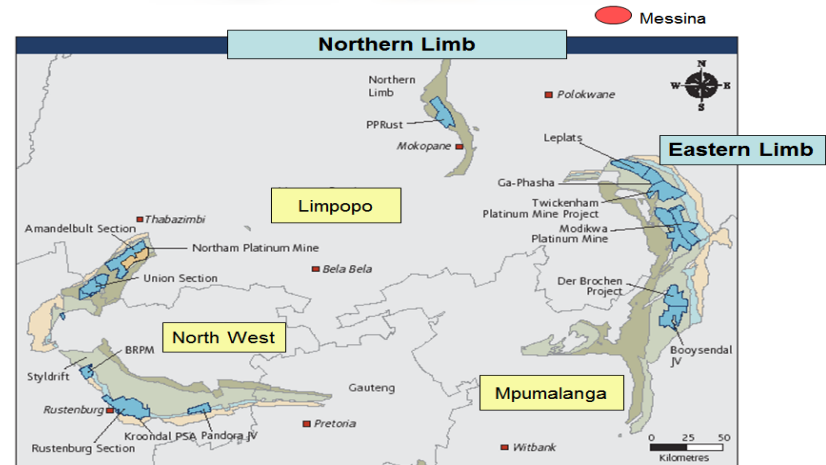 Messina
Northern Limb
Northern
Limb
N
W
E
S
Polokwane
PPRust
Mokopane
Leplats
Eastern Limb
Ga-Phasha
Limpopo
Twickenham
Platinum Mine Project
Thabazimbi
Amandelbult Section
Modikwa
Platinum Mine
Northam Platinum Mine
Bela Bela
Union Section
Der Brochen
Project
North West
BRPM
Booysendal
JV
Styldrift
Gauteng
Mpumalanga
Rustenburg
Kroondal PSA
Pandora JV
Pretoria
Rustenburg Section
Witbank
0 25 50
Kilometres